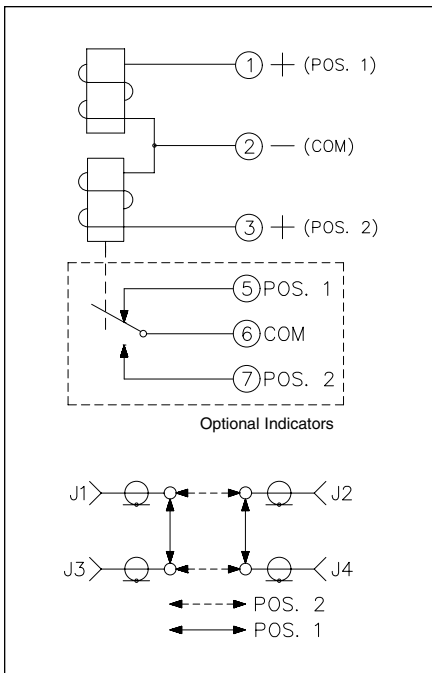 1 + (POS. 1)
2 — (COM)
3 + (POS. 2)
5 POS. 1
6 COM
7 POS. 2
Optional Indicators
J1 J2
J3 J4
POS. 2
POS. 1